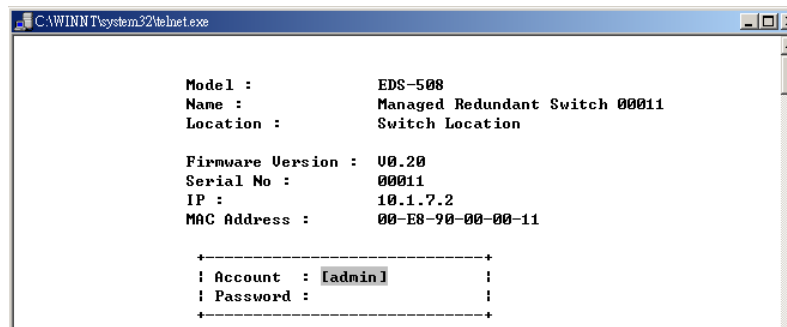 C:\WINNT\system32\telnet.exe
Model : EDS-508
Name : Managed Redundant Switch 00011
Location : Switch Location
Firmware Version : V0.20
Serial No : 00011
IP : 10.1.7.2
MAC Address : 00-E8-90-00-00-11
+-----------------------------+
| Account : [admin] |
| Password : |
+-----------------------------+